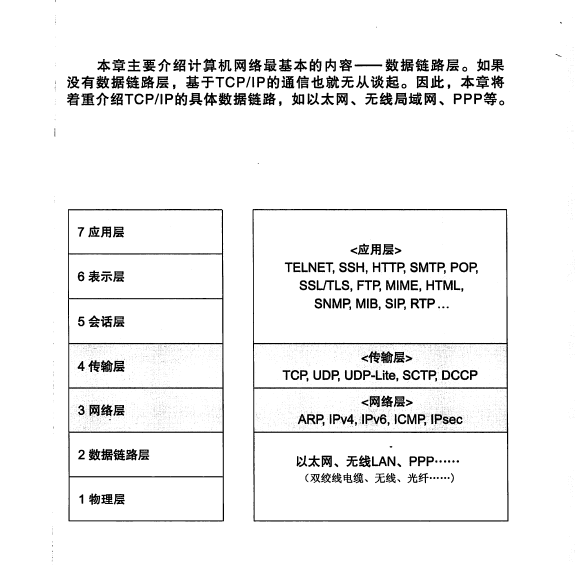 本章主要介绍计算机网络最基本的内容——数据链路层。如果
没有数据链路层，基于TCP/IP的通信也就无从谈起。因此，本章将
着重介绍TCP/IP的具体数据链路，如以太网、无线局域网、PPP等。
7 应用层
6 表示层
5 会话层
4 传输层
3 网络层
2 数据链路层
1 物理层
<应用层>
TELNET, SSH, HTTP, SMTP, POP,
SSL/TLS, FTP, MIME, HTML,
SNMP, MIB, SIP, RTP ...
<传输层>
TCP, UDP, UDP-Lite, SCTP, DCCP
<网络层>
ARP, IPv4, IPv6, ICMP, IPsec
以太网、无线LAN、PPP……
（双绞线电缆、无线、光纤……）